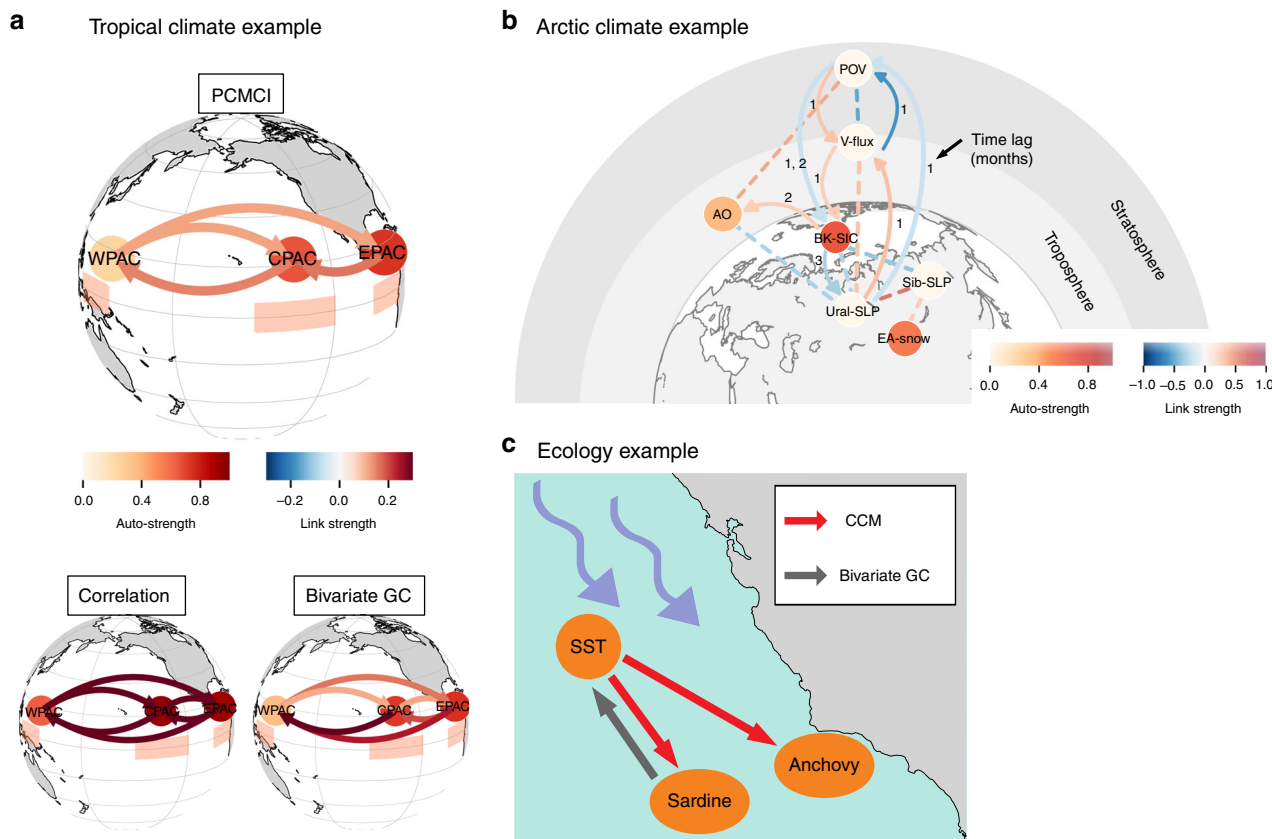 a Tropical climate example
PCMCI
WPAC
CPAC
EPAC
0.0 0.4 0.8
Auto-strength
-0.2 0.0 0.2
Link strength
Correlation
WPAC
CPAC
EPAC
Bivariate GC
WPAC
CPAC
EPAC
b Arctic climate example
POV
1
1
V-flux
Time lag
(months)
1, 2
1
1
2
AO
1
BK-SIC
3
Sib-SLP
Ural-SLP
EA-snow
Stratosphere
Troposphere
0.0 0.4 0.8
Auto-strength
−1.0 −0.5 0.0 0.5 1.0
Link strength
c Ecology example
CCM
Bivariate GC
SST
Anchovy
Sardine